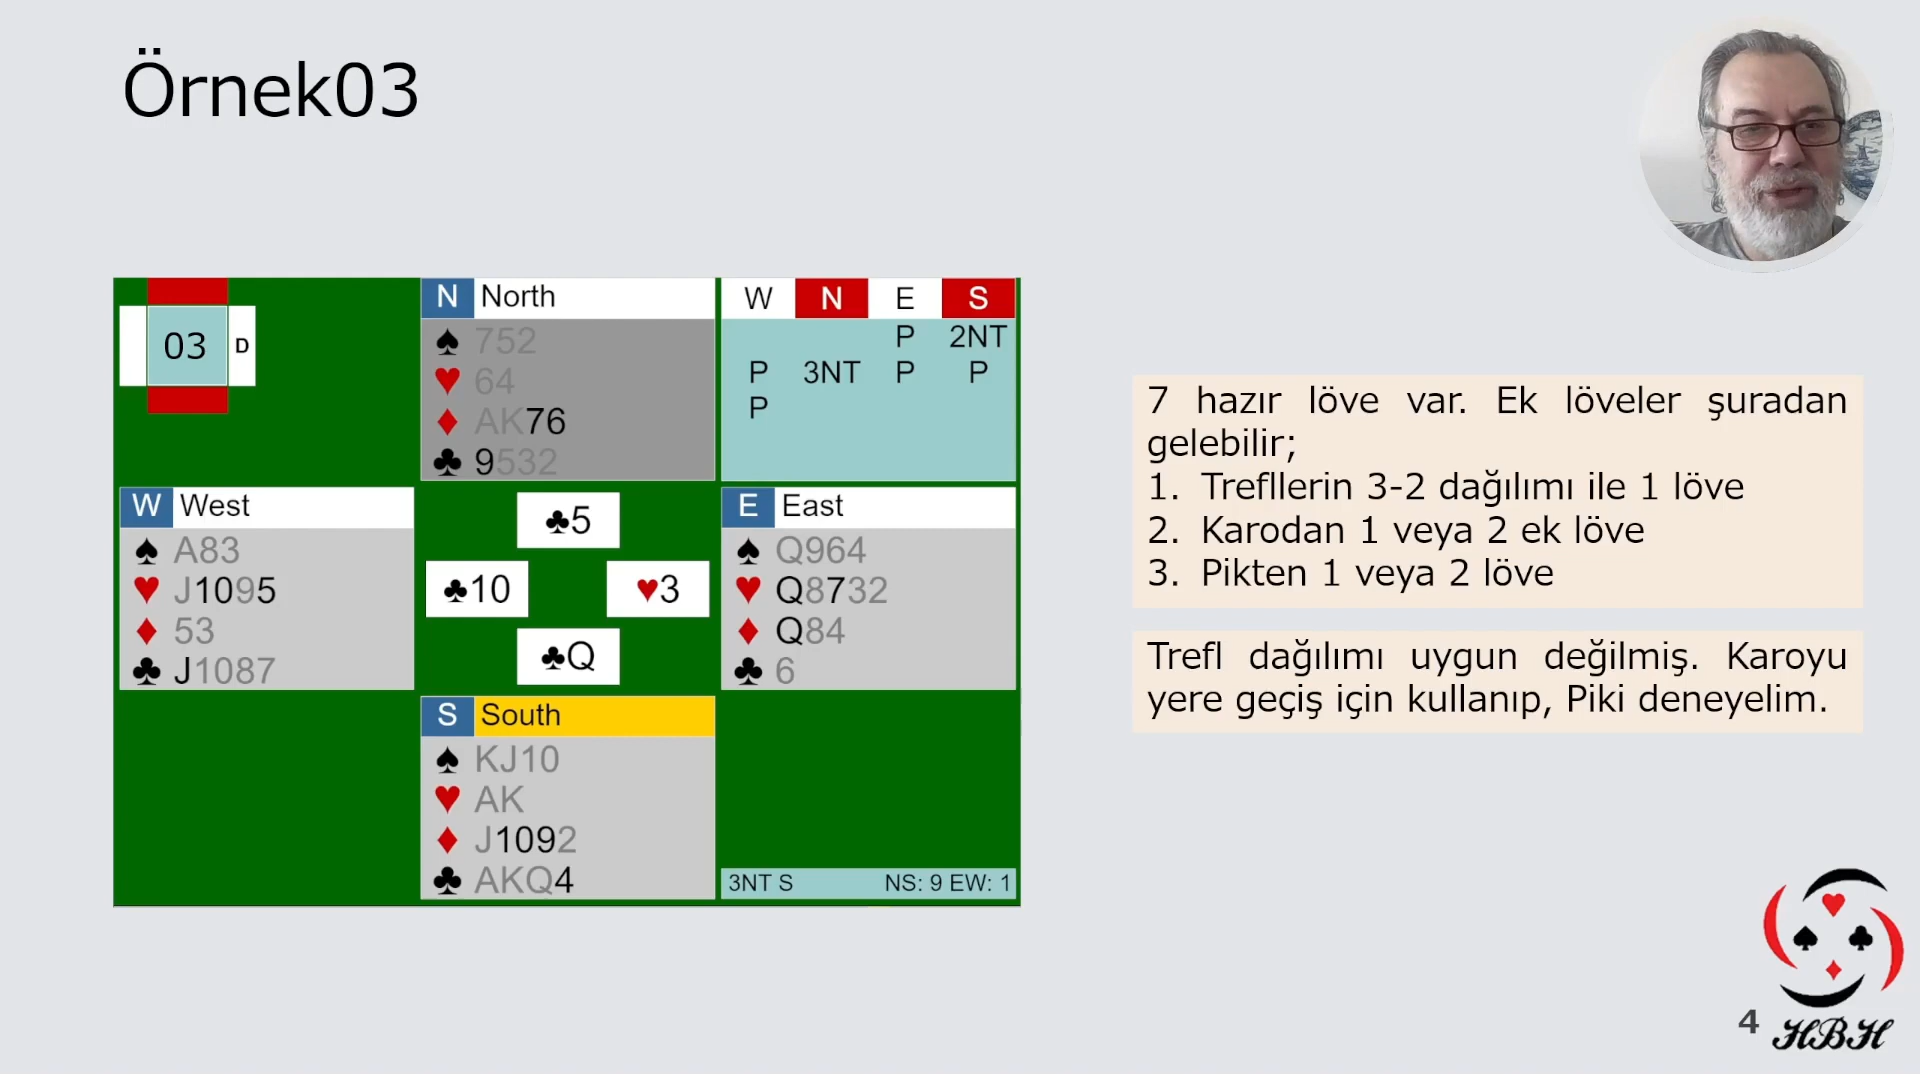 Örnek03
03 D
N North
♠ 752
♥ 64
♦ AK76
♣ 9532
W N E S
P 2NT
P 3NT P P
P
W West
♠ A83
♥ J1095
♦ 53
♣ J1087
♣5
♣10 ♥3
♣Q
E East
♠ Q964
♥ Q8732
♦ Q84
♣ 6
S South
♠ KJ10
♥ AK
♦ J1092
♣ AKQ4
3NT S NS: 9 EW: 1
7 hazır löve var. Ek löveler şuradan
gelebilir;
1. Trefllerin 3-2 dağılımı ile 1 löve
2. Karodan 1 veya 2 ek löve
3. Pikten 1 veya 2 löve
Trefl dağılımı uygun değilmiş. Karoyu
yere geçiş için kullanıp, Piki deneyelim.
4
HBH